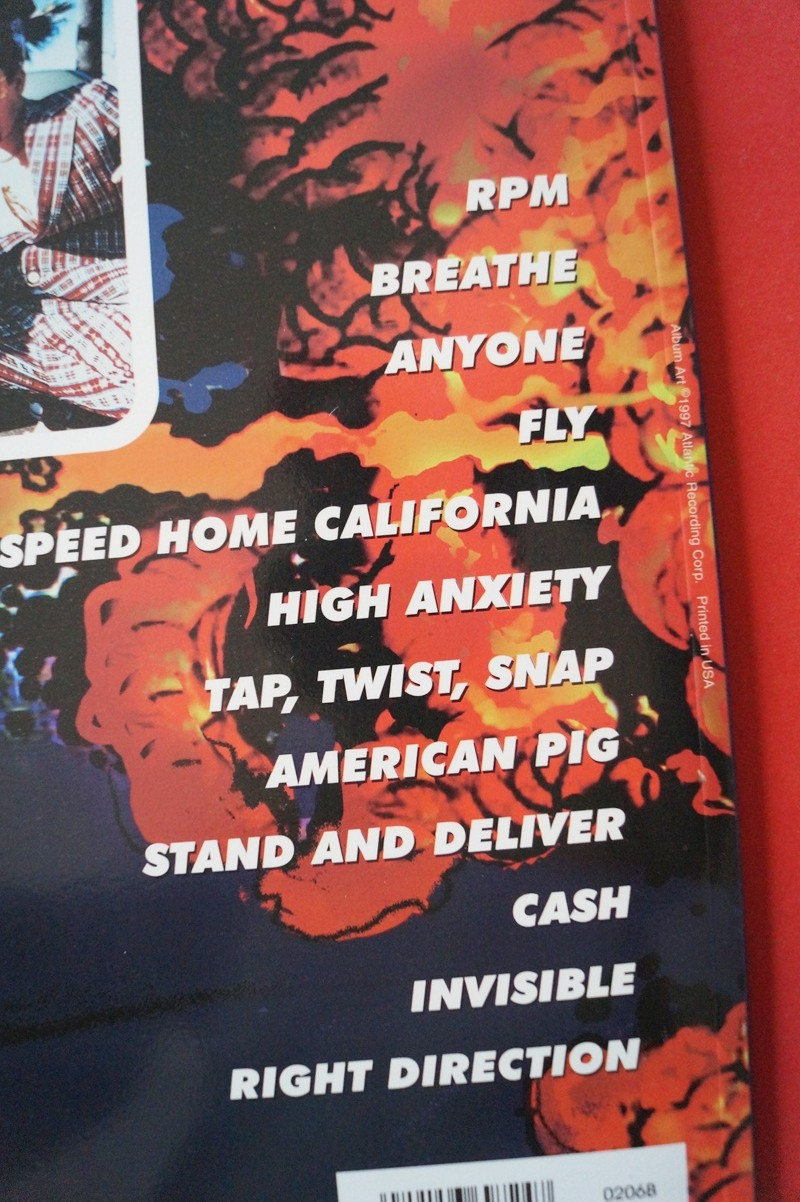 RPM
BREATHE
ANYONE
FLY
SPEED HOME CALIFORNIA
HIGH ANXIETY
TAP, TWIST, SNAP
AMERICAN PIG
STAND AND DELIVER
CASH
INVISIBLE
RIGHT DIRECTION
Album Art ©1997 Atlantic Recording Corp. Printed in USA
0206B